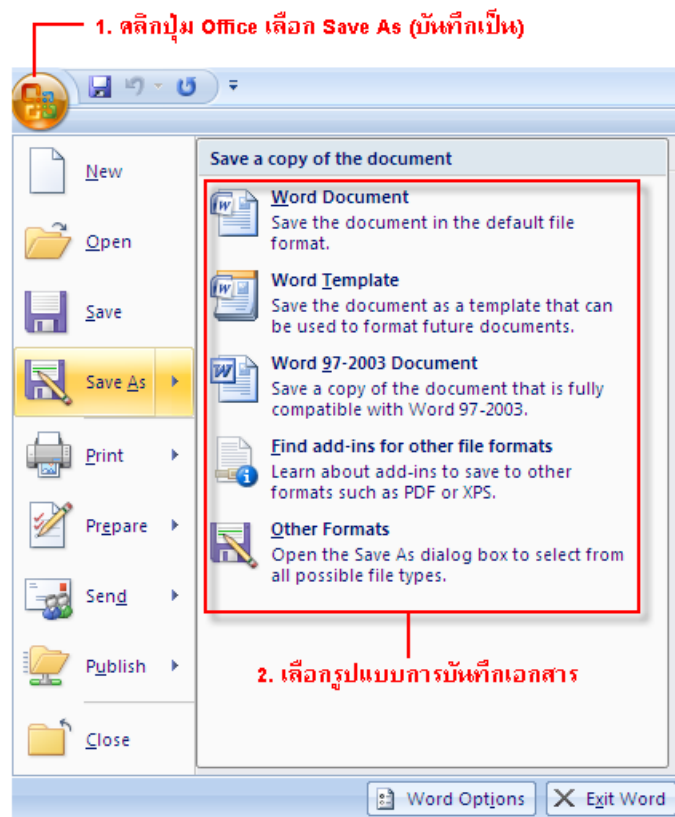 1. คลิกปุ่ม Office เลือก Save As (บันทึกเป็น)
New
Open
Save
Save As
Print
Prepare
Send
Publish
Close
Save a copy of the document
Word Document
Save the document in the default file
format.
Word Template
Save the document as a template that can
be used to format future documents.
Word 97-2003 Document
Save a copy of the document that is fully
compatible with Word 97-2003.
Find add-ins for other file formats
Learn about add-ins to save to other
formats such as PDF or XPS.
Other Formats
Open the Save As dialog box to select from
all possible file types.
2. เลือกรูปแบบการบันทึกเอกสาร
Word Options
Exit Word